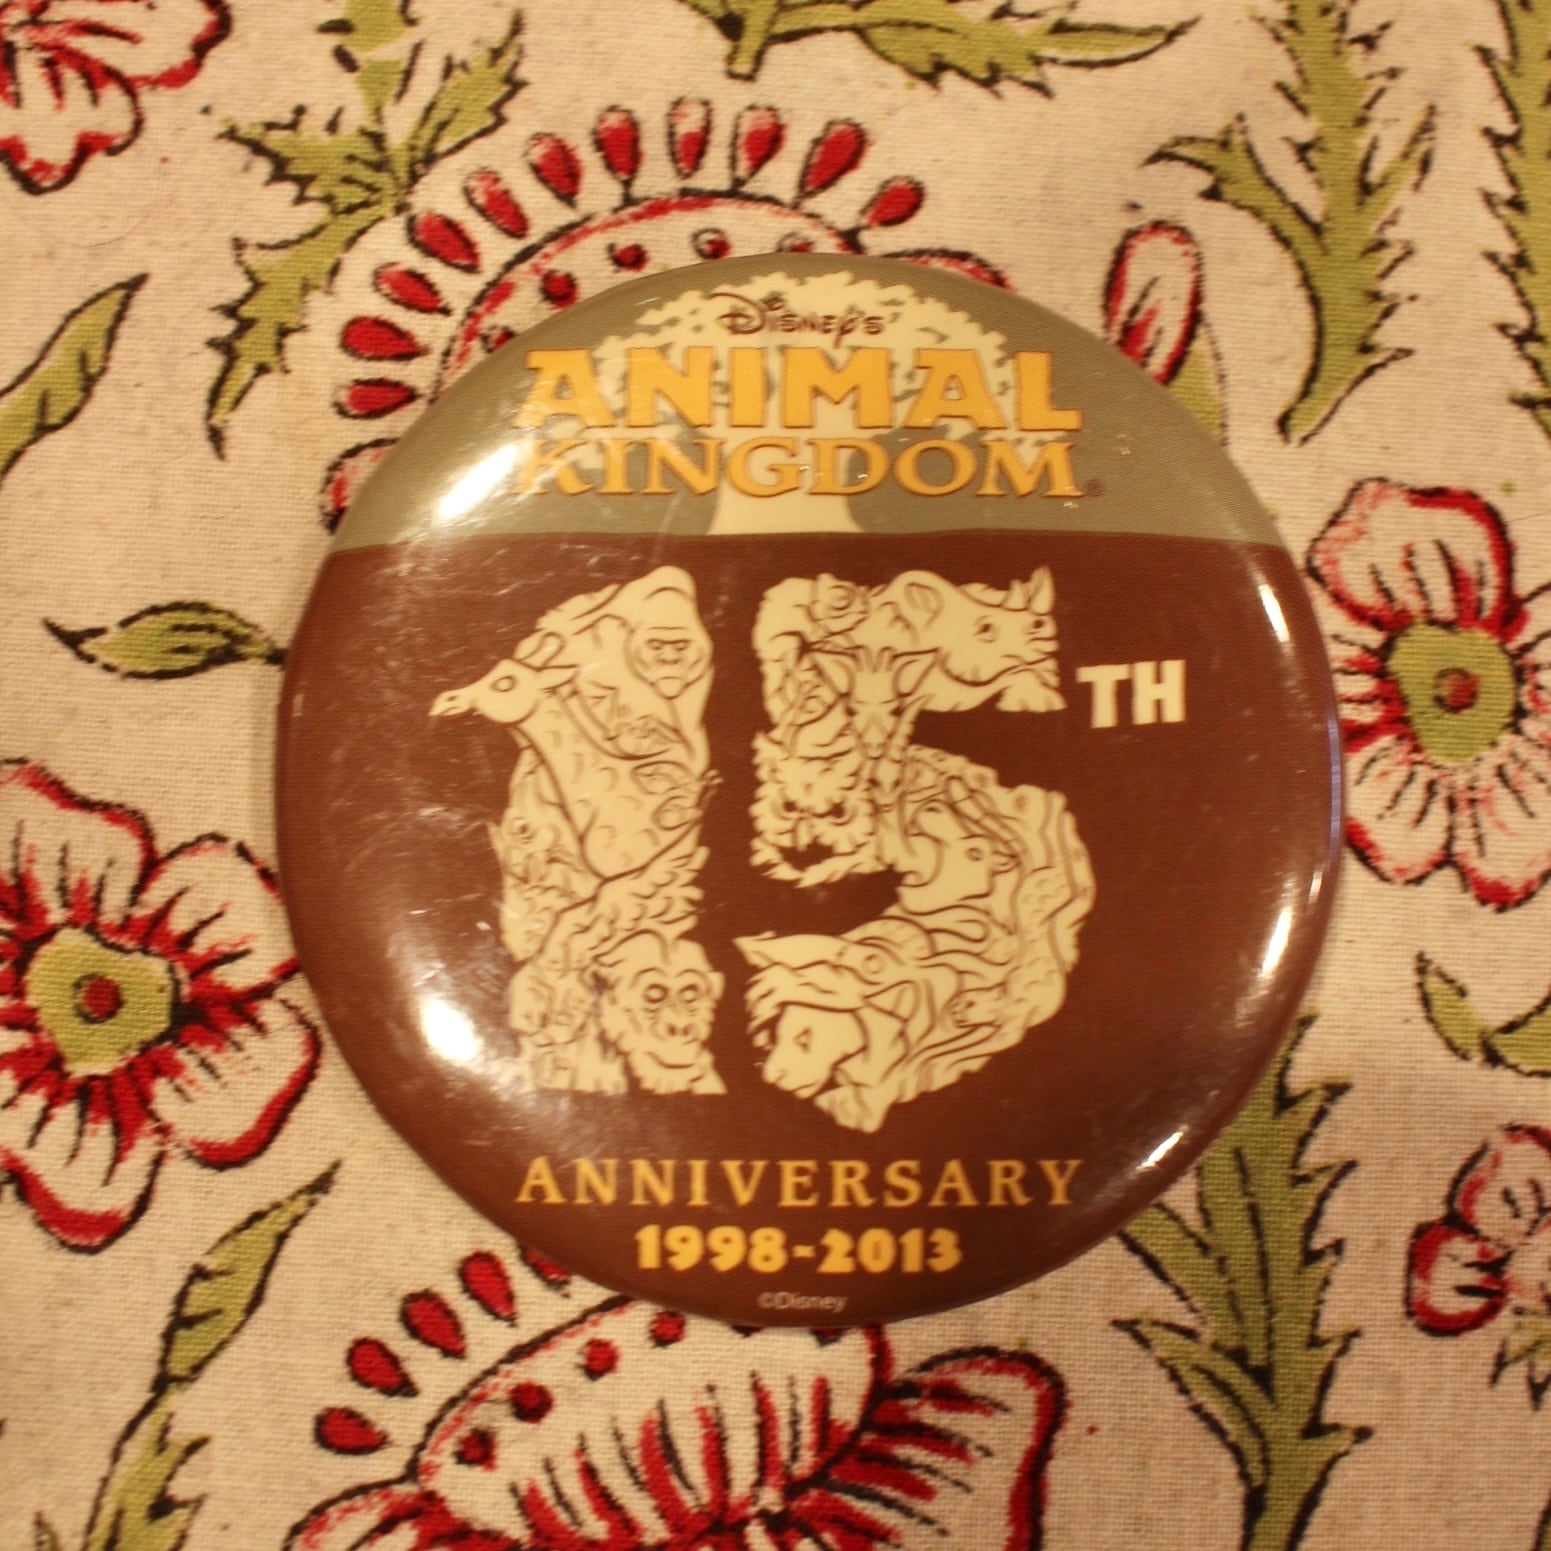 Disney's
ANIMAL
KINGDOM®
15TH
ANNIVERSARY
1998-2013
©Disney